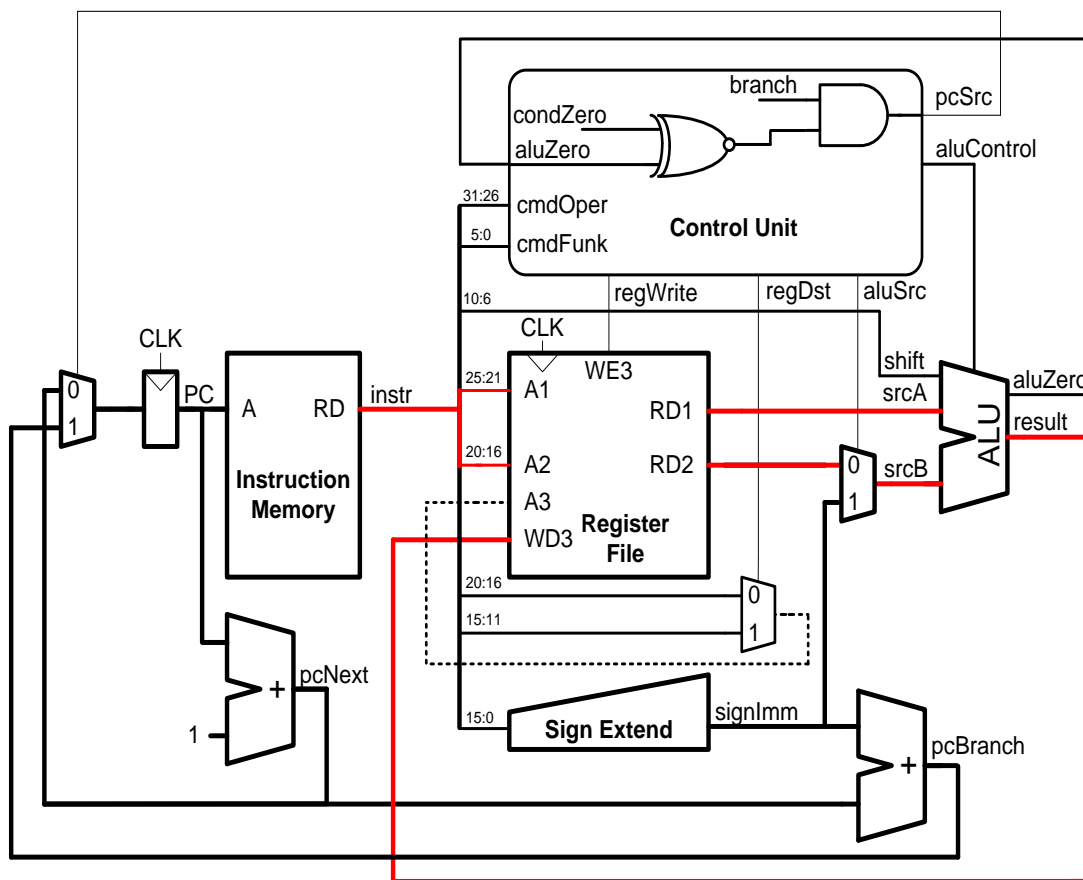 branch
pcSrc
condZero
aluZero
aluControl
31:26
cmdOper
5:0
cmdFunk
Control Unit
regWrite
regDst
aluSrc
10:6
CLK
CLK
WE3
shift
aluZero
0
1
PC
A
RD
instr
25:21
A1
RD1
srcA
ALU
result
20:16
A2
RD2
0
1
srcB
Instruction
Memory
A3
WD3
Register
File
20:16
0
15:11
1
pcNext
+
1
15:0
Sign Extend
signImm
+
pcBranch